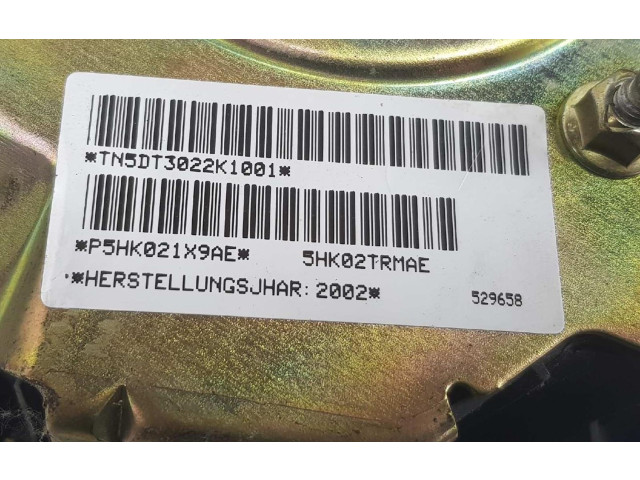 *TN5DT3022K1001*
*P5HK021X9AE* 5HK02TRMAE
*HERSTELLUNGSJHAR: 2002* 529658